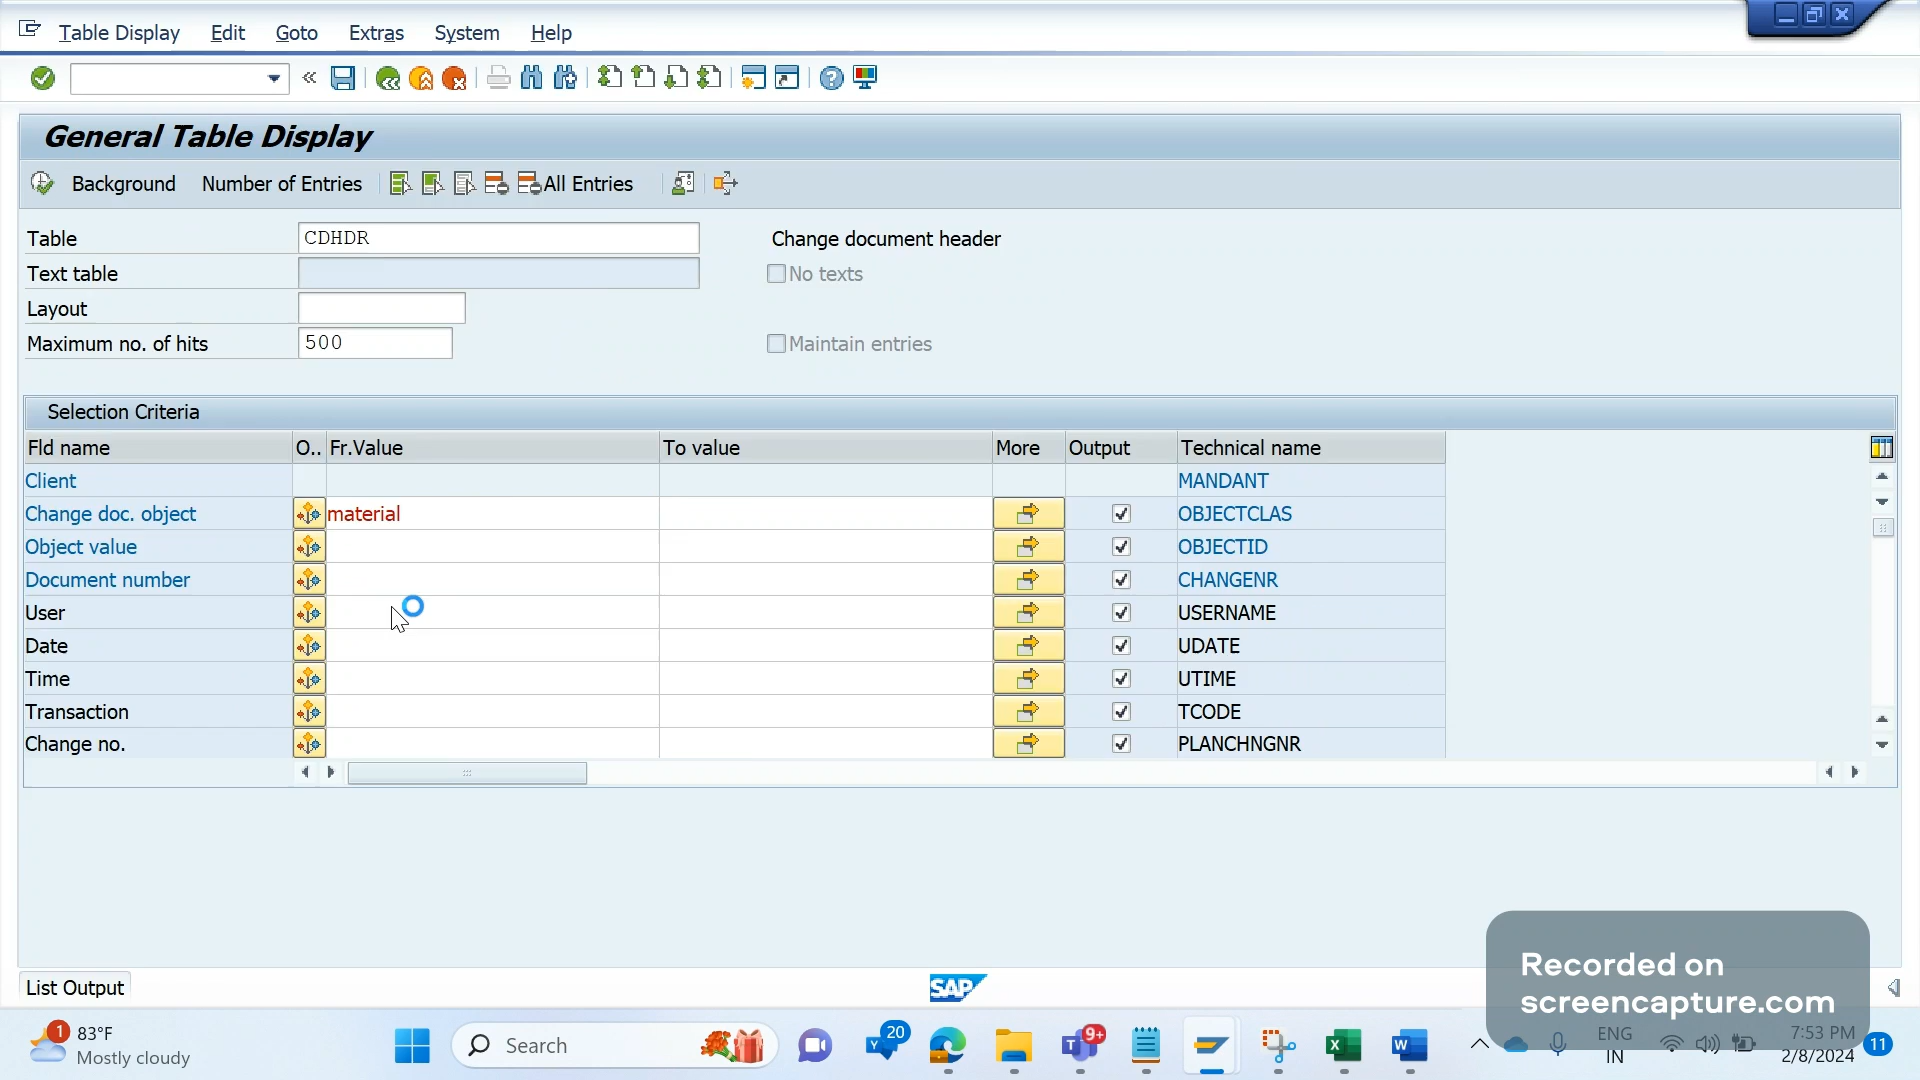 Table Display Edit Goto Extras System Help
General Table Display
Background Number of Entries All Entries
Table CDHDR Change document header
Text table No texts
Layout
Maximum no. of hits 500 Maintain entries
Selection Criteria
Fld name O.. Fr.Value To value More Output Technical name
Client MANDANT
Change doc. object material OBJECTCLAS
Object value OBJECTID
Document number CHANGENR
User USERNAME
Date UDATE
Time UTIME
Transaction TCODE
Change no. PLANCHNGNR
List Output SAP
Recorded on
screencapture.com
1 83°F
Mostly cloudy
Search 20 9+ ENG
IN
7:53 PM
2/8/2024 11